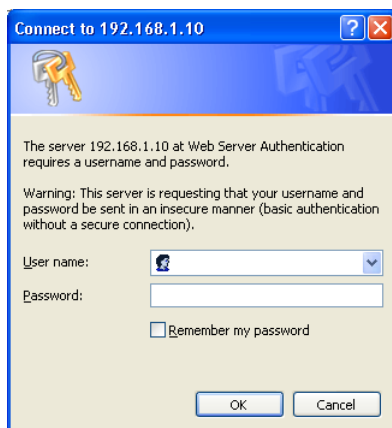 Connect to 192.168.1.10
The server 192.168.1.10 at Web Server Authentication
requires a username and password.
Warning: This server is requesting that your username and
password be sent in an insecure manner (basic authentication
without a secure connection).
User name:
Password:
Remember my password
OK Cancel